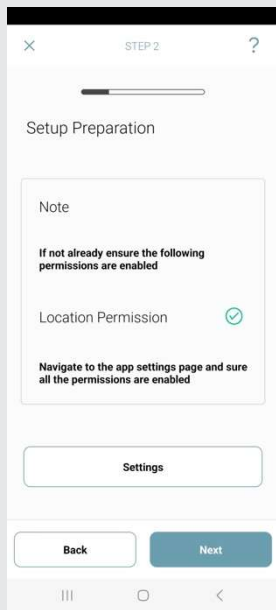 STEP 2
?
Setup Preparation
Note
If not already ensure the following
permissions are enabled
Location Permission
Navigate to the app settings page and sure
all the permissions are enabled
Settings
Back
Next